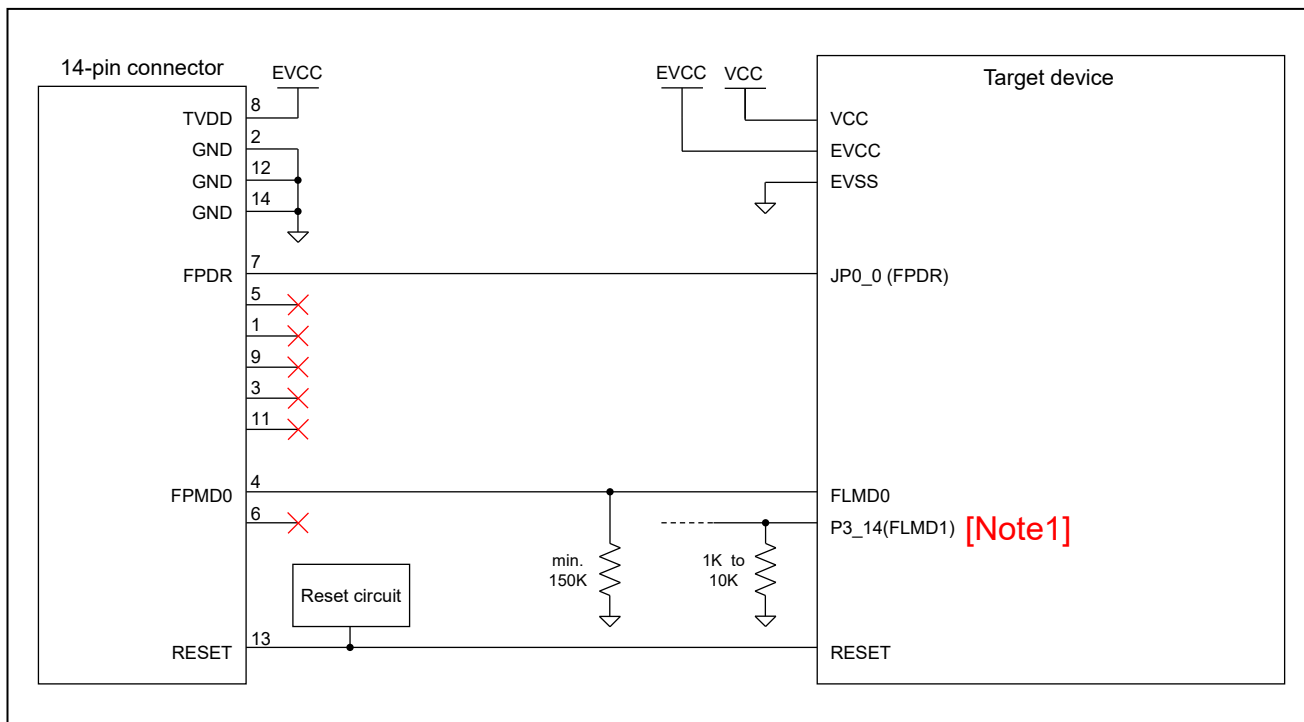 14-pin connector
EVCC
EVCC
VCC
Target device
8
TVDD
VCC
2
GND
EVCC
12
GND
EVSS
14
GND
7
FPDR
JP0_0 (FPDR)
5
1
9
3
11
4
FPMD0
FLMD0
6
P3_14(FLMD1) [Note1]
min.
150K
1K to
10K
Reset circuit
13
RESET
RESET